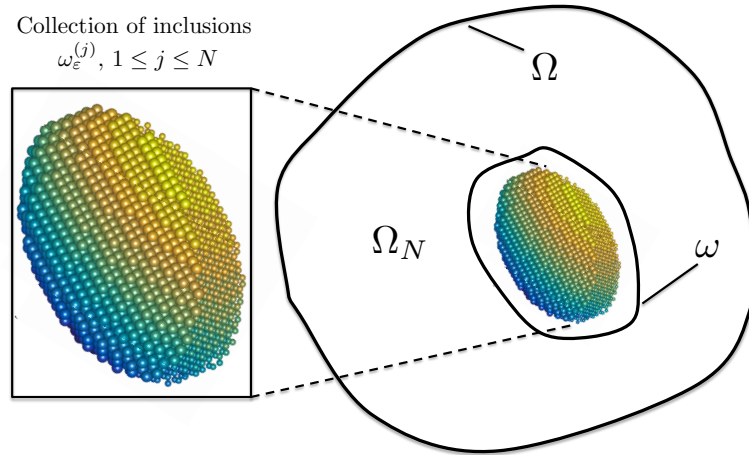 Collection of inclusions
ω_ε^{(j)}, 1 ≤ j ≤ N
Ω
Ω_N
ω